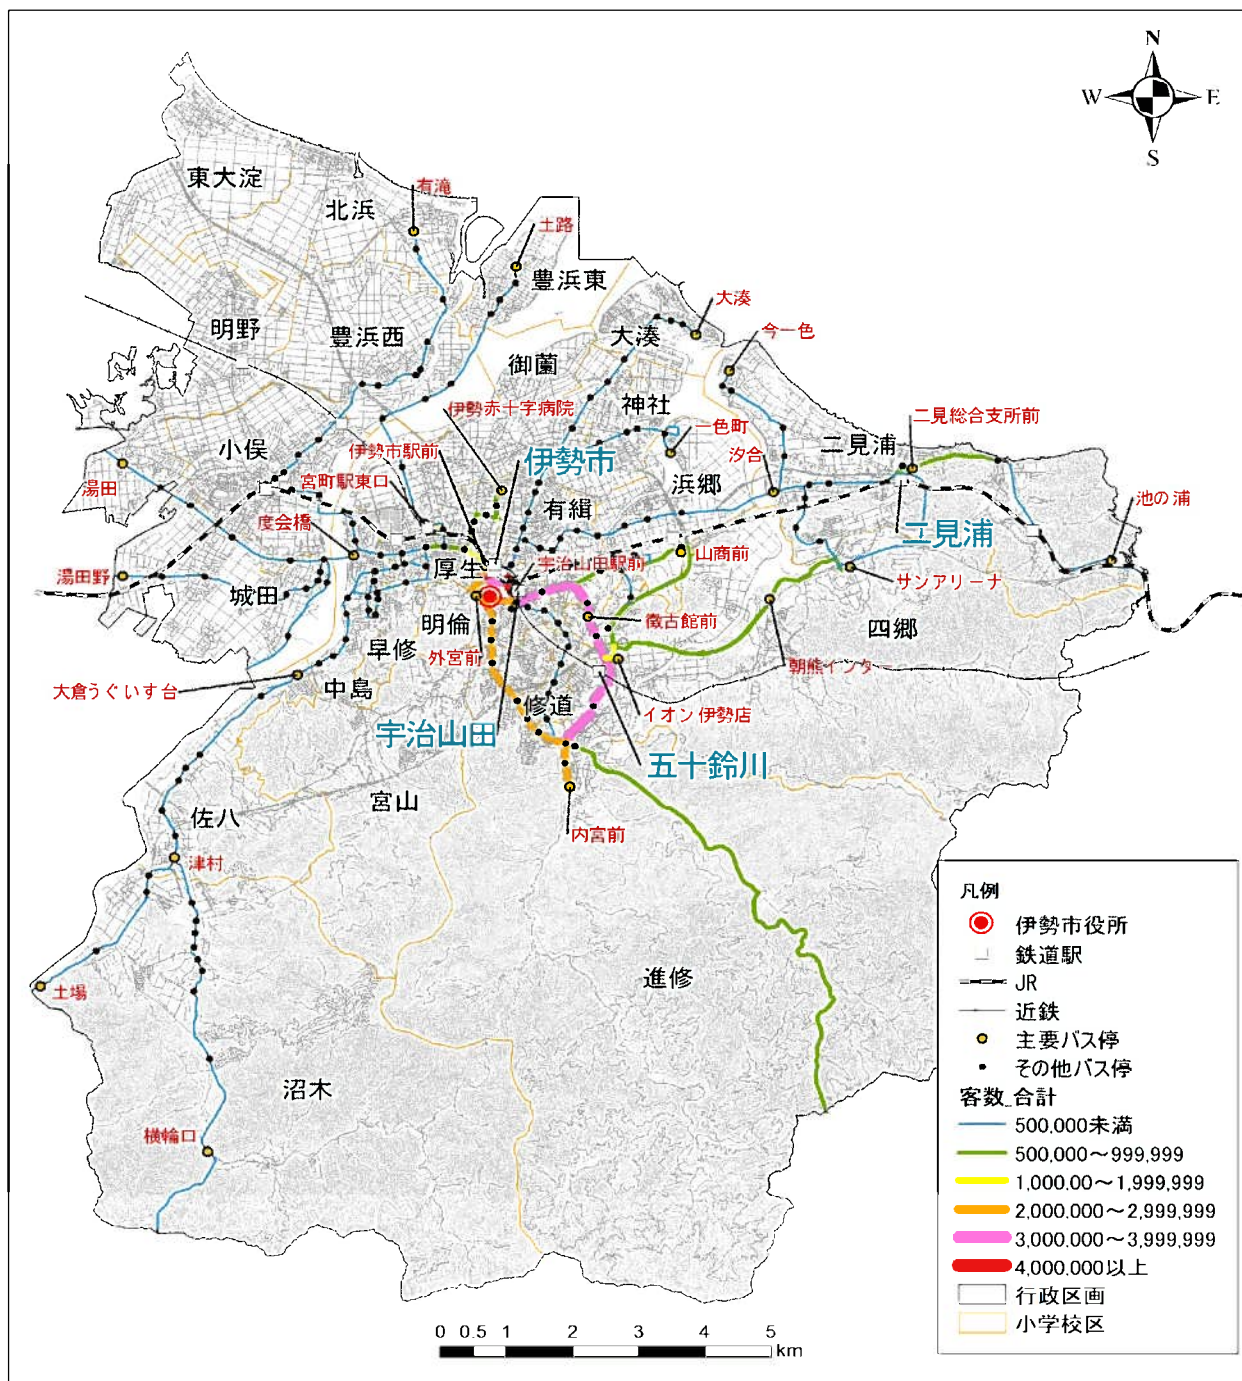 N
W
E
S
東大淀
有滝
北浜
土路
豊浜東
大湊
明野
豊浜西
大湊
今一色
御薗
神社
伊勢赤十字病院
二見総合支所前
小俣
伊勢市駅前
伊勢市
一色町
二見浦
汐合
宮町駅東口
湯田
浜郷
有緝
池の浦
度会橋
二見浦
山商前
厚生
宇治山田駅前
湯田野
サンアリーナ
城田
明倫
徴古館前
四郷
早修
外宮前
朝熊インター
大倉うぐいす台
中島
修道
イオン伊勢店
宇治山田
五十鈴川
宮山
佐八
内宮前
津村
進修
土場
沼木
横輪口
凡例
伊勢市役所
鉄道駅
JR
近鉄
主要バス停
その他バス停
客数_合計
500,000未満
500,000～999,999
1,000,00～1,999,999
2,000,000～2,999,999
3,000,000～3,999,999
4,000,000以上
行政区画
小学校区
0 0.5 1 2 3 4 5
km